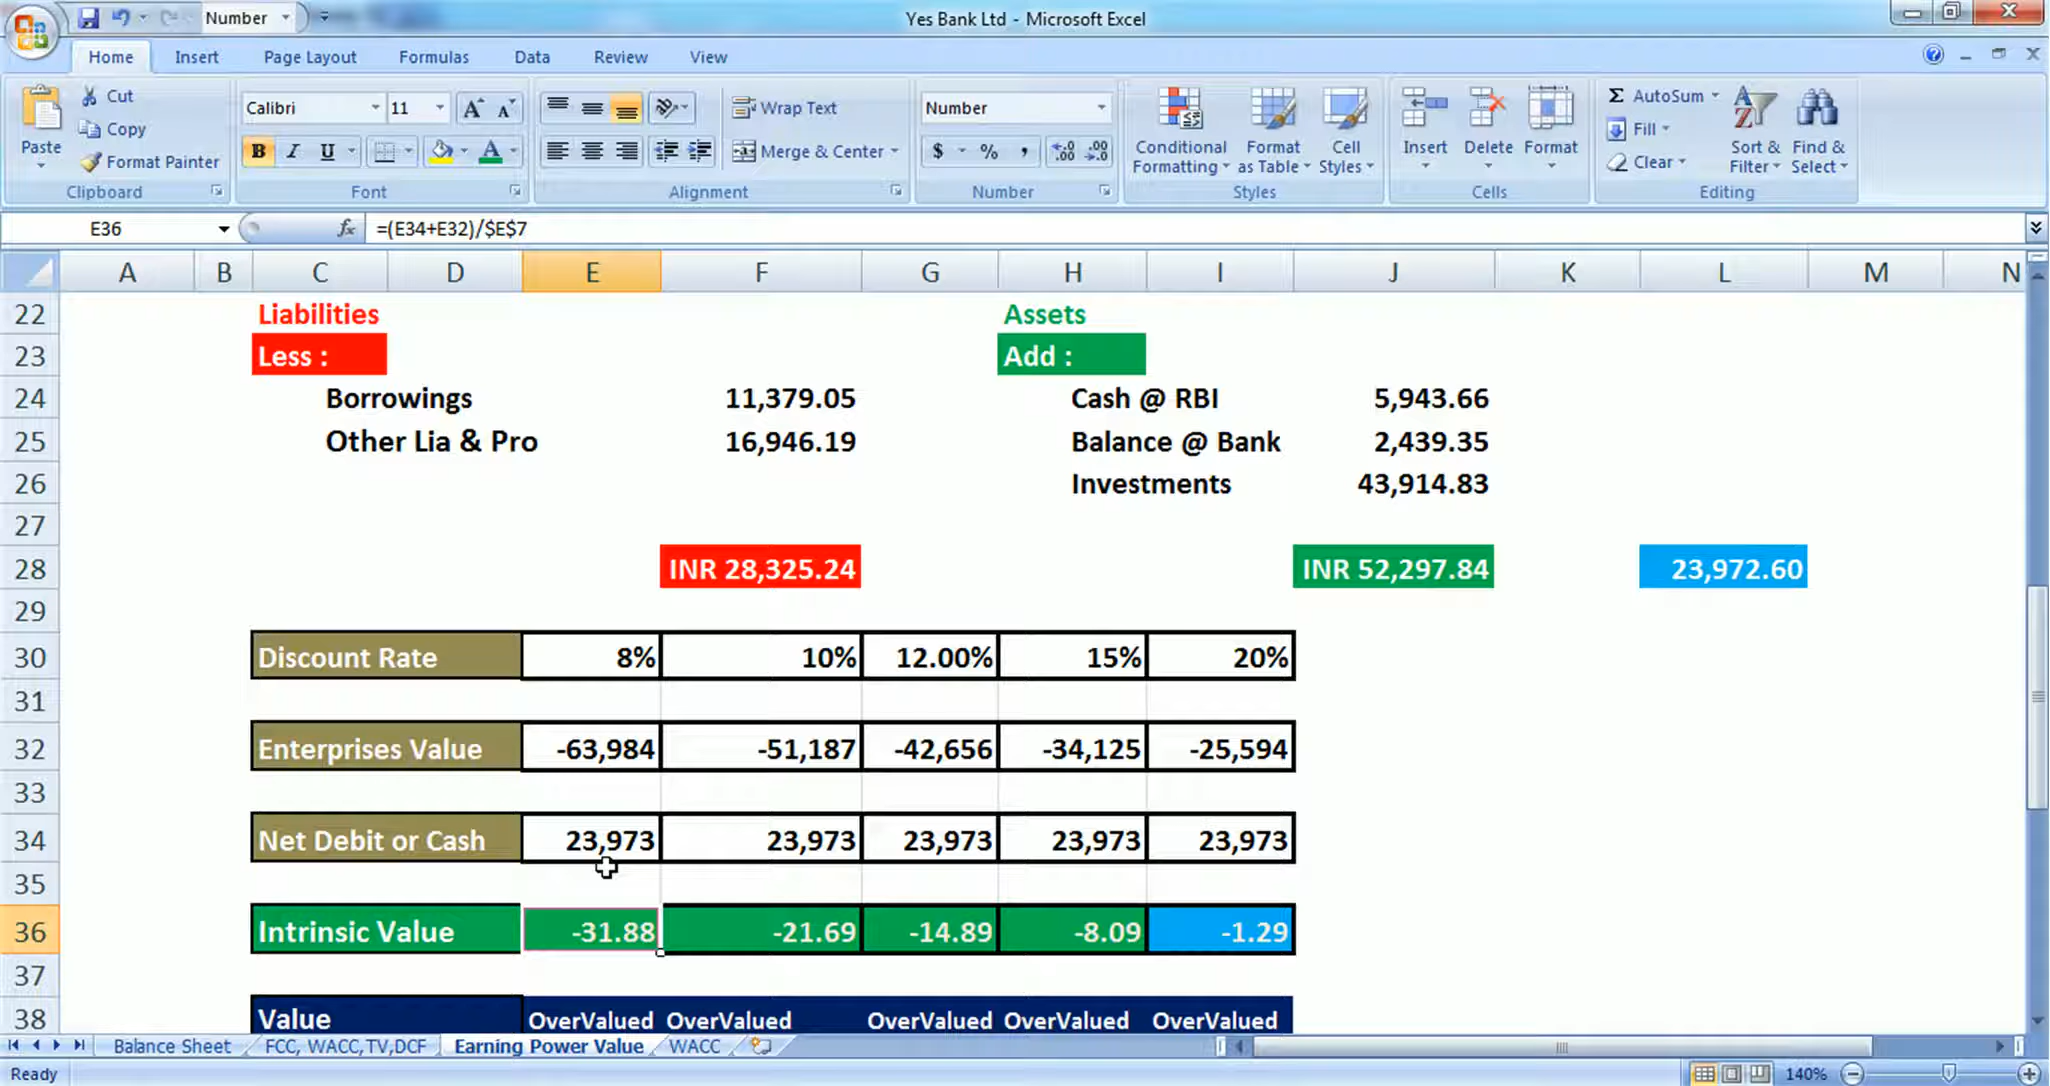 Number
Yes Bank Ltd - Microsoft Excel
Home Insert Page Layout Formulas Data Review View
Paste
Cut
Copy
Format Painter
Clipboard
Calibri 11
B I U
Font
Wrap Text
Merge & Center
Alignment
Number
$ % ,
Number
Conditional Formatting
Format as Table
Cell Styles
Styles
Insert Delete Format
Cells
Σ AutoSum
Fill
Clear
Sort & Filter
Find & Select
Editing
E36 fx =(E34+E32)/$E$7
A B C D E F G H I J K L M N
22 Liabilities Assets
23 Less : Add :
24 Borrowings 11,379.05 Cash @ RBI 5,943.66
25 Other Lia & Pro 16,946.19 Balance @ Bank 2,439.35
26 Investments 43,914.83
27
28 INR 28,325.24 INR 52,297.84 23,972.60
29
30 Discount Rate 8% 10% 12.00% 15% 20%
31
32 Enterprises Value -63,984 -51,187 -42,656 -34,125 -25,594
33
34 Net Debit or Cash 23,973 23,973 23,973 23,973 23,973
35
36 Intrinsic Value -31.88 -21.69 -14.89 -8.09 -1.29
37
38 Value OverValued OverValued OverValued OverValued OverValued
Balance Sheet FCC, WACC,TV,DCF Earning Power Value WACC
Ready 140%